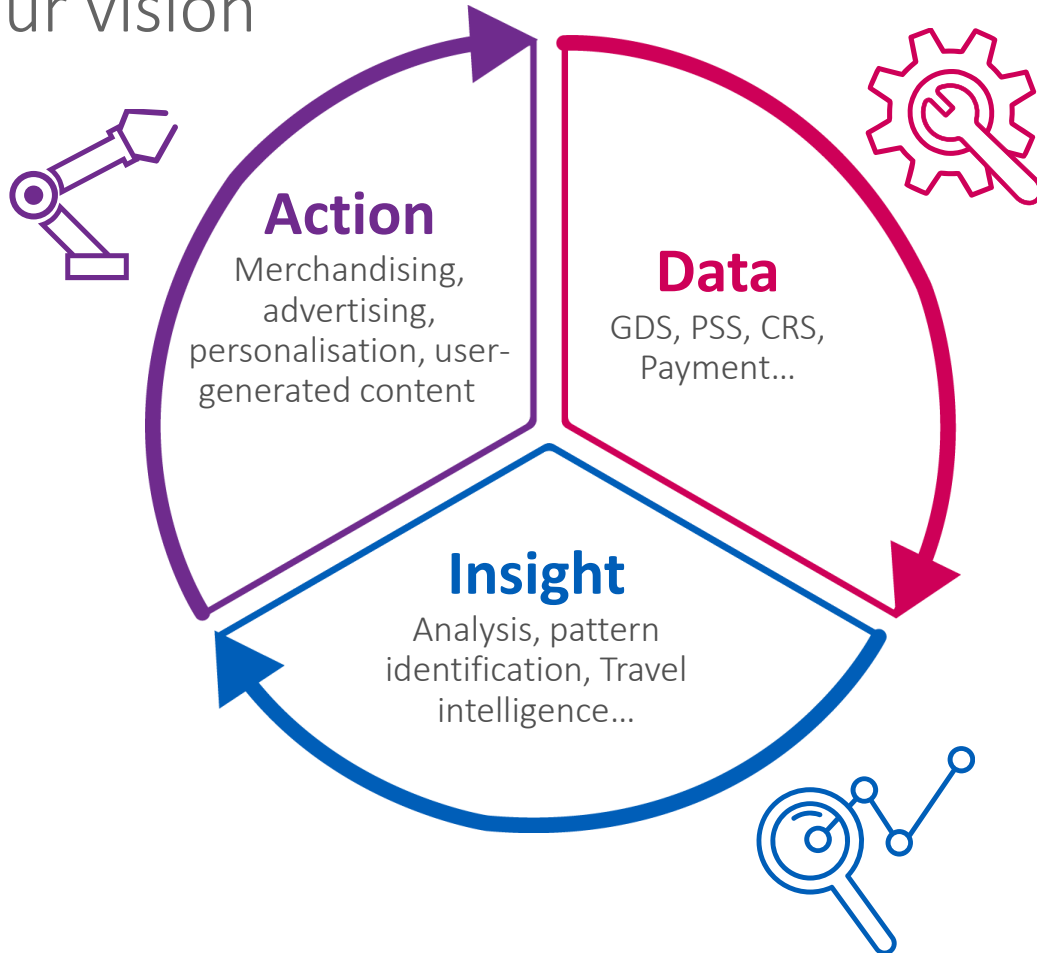 ur vision
Action
Merchandising,
advertising,
personalisation, user-
generated content
Data
GDS, PSS, CRS,
Payment…
Insight
Analysis, pattern
identification, Travel
intelligence…